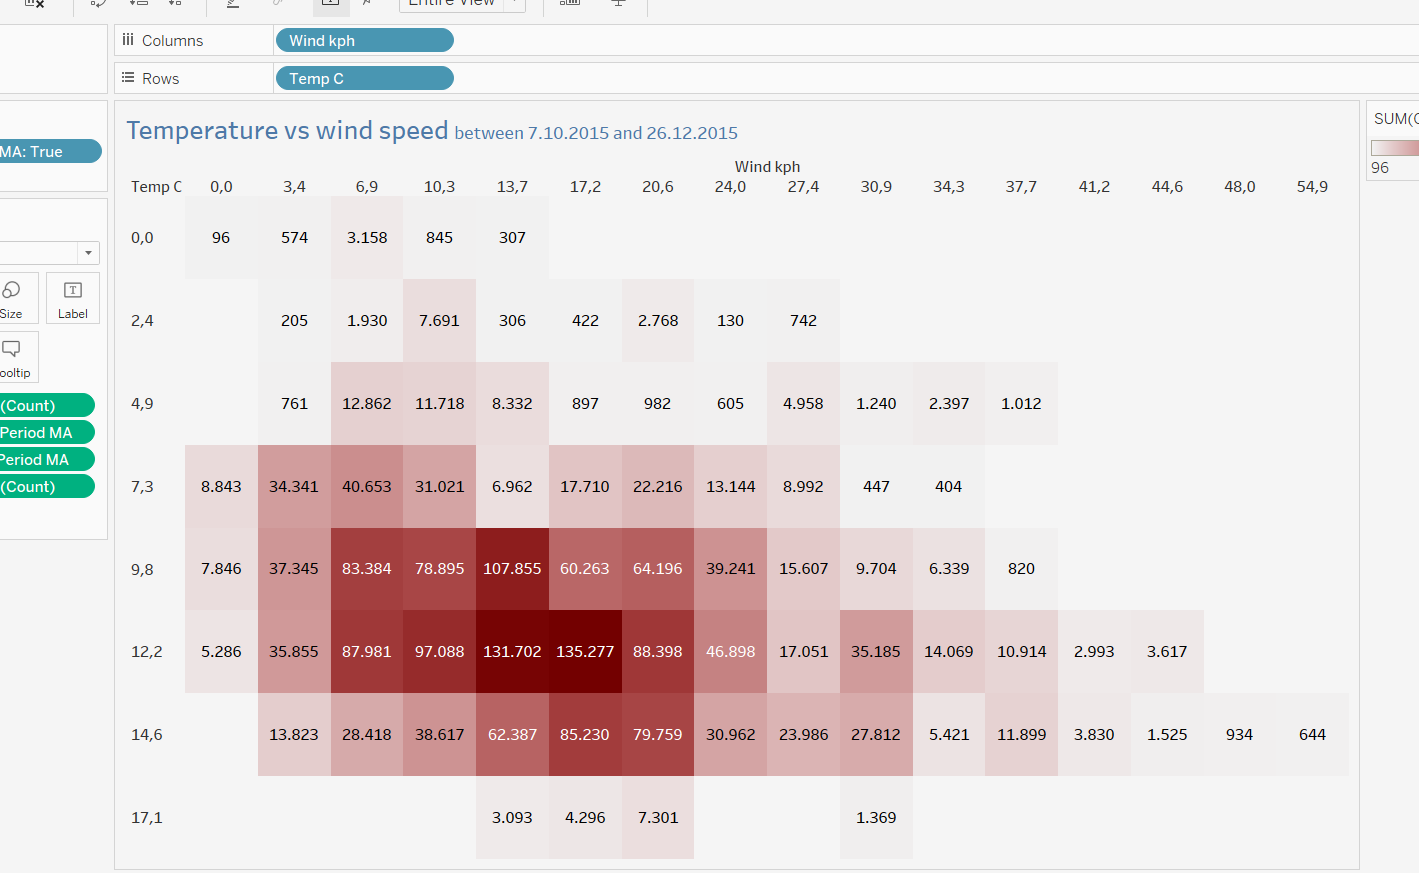 Entire View
Columns Wind kph
Rows Temp C
MA: True
Size
Label
ooltip
(Count)
Period MA
Period MA
(Count)
Temperature vs wind speed between 7.10.2015 and 26.12.2015
Wind kph
Temp C 0,0 3,4 6,9 10,3 13,7 17,2 20,6 24,0 27,4 30,9 34,3 37,7 41,2 44,6 48,0 54,9
0,0 96 574 3.158 845 307
2,4 205 1.930 7.691 306 422 2.768 130 742
4,9 761 12.862 11.718 8.332 897 982 605 4.958 1.240 2.397 1.012
7,3 8.843 34.341 40.653 31.021 6.962 17.710 22.216 13.144 8.992 447 404
9,8 7.846 37.345 83.384 78.895 107.855 60.263 64.196 39.241 15.607 9.704 6.339 820
12,2 5.286 35.855 87.981 97.088 131.702 135.277 88.398 46.898 17.051 35.185 14.069 10.914 2.993 3.617
14,6 13.823 28.418 38.617 62.387 85.230 79.759 30.962 23.986 27.812 5.421 11.899 3.830 1.525 934 644
17,1 3.093 4.296 7.301 1.369
SUM(
96